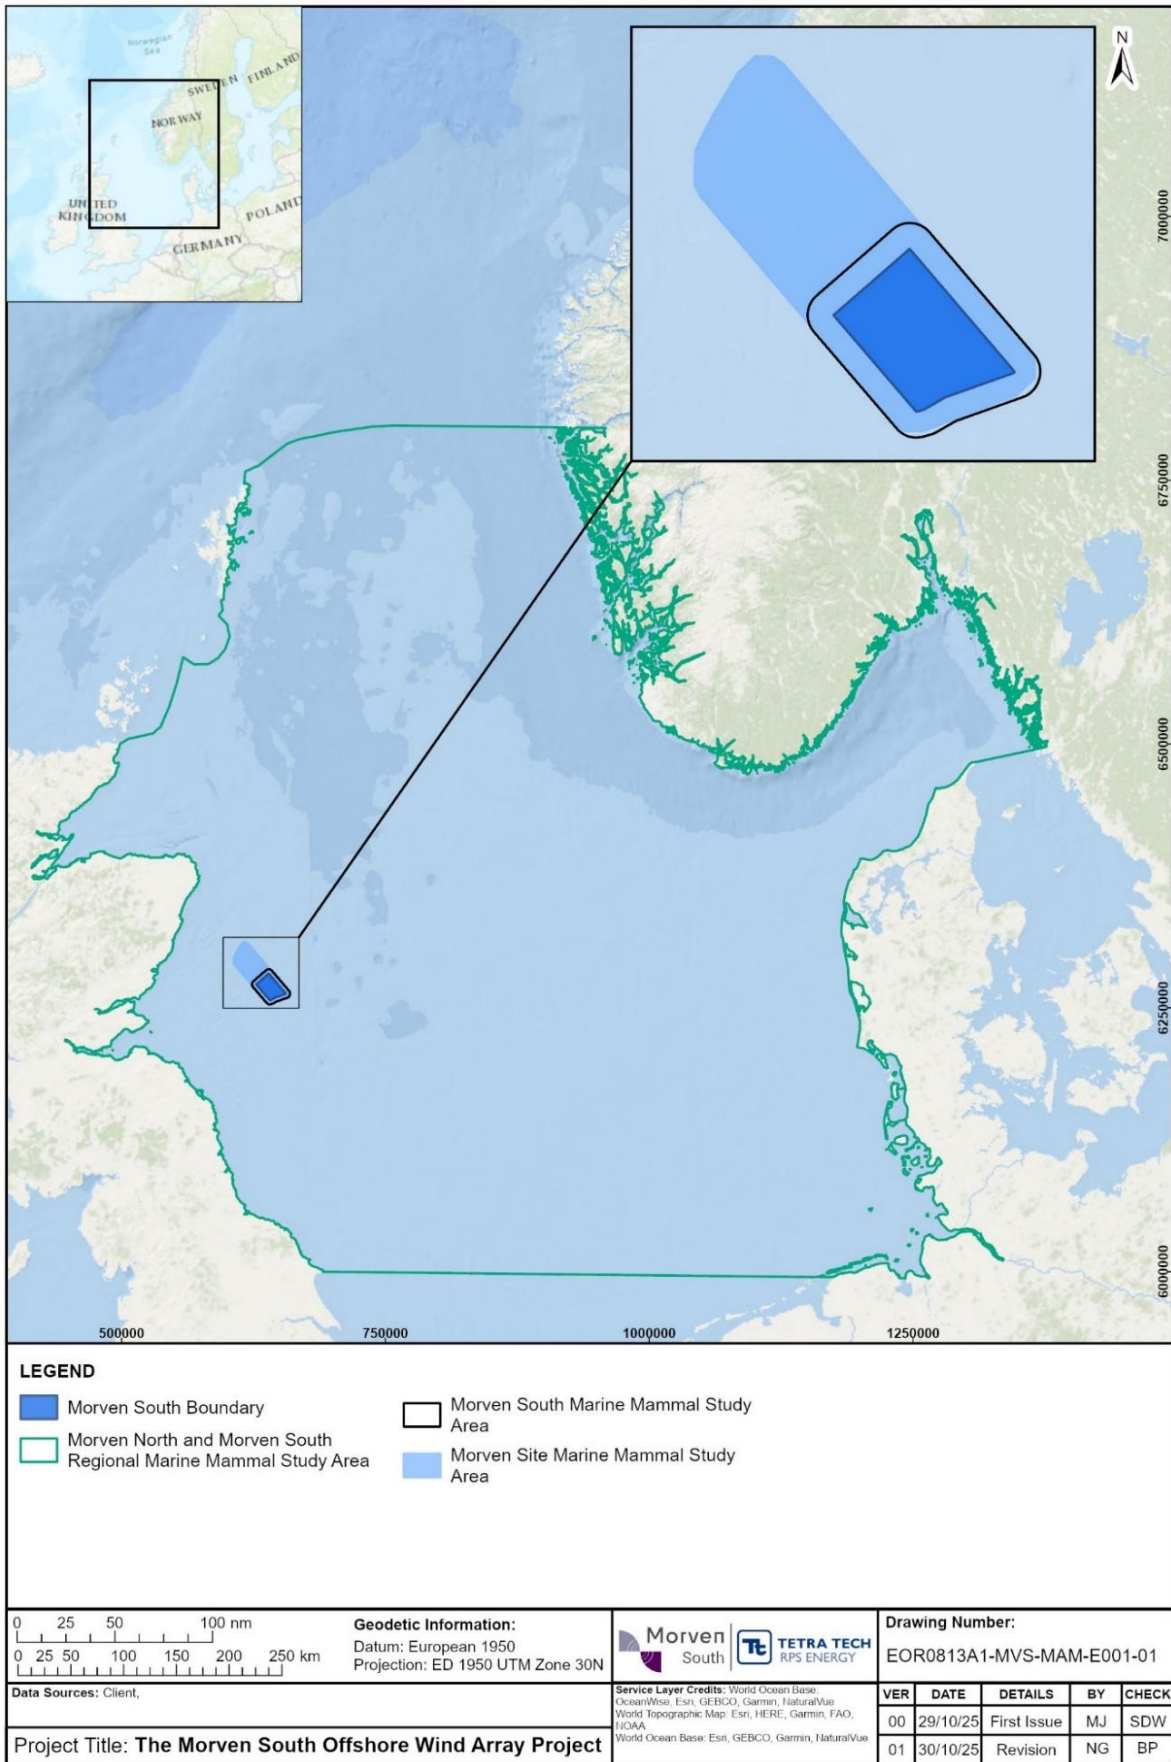 Norwegian
Sea
SWEDEN
FINLAND
NORWAY
UNITED
KINGDOM
POLAND
GERMANY
N
7000000
6750000
6500000
6250000
6000000
500000
750000
1000000
1250000
LEGEND
Morven South Boundary
Morven North and Morven South
Regional Marine Mammal Study Area
Morven South Marine Mammal Study
Area
Morven Site Marine Mammal Study
Area
0 25 50 100 nm
0 25 50 100 150 200 250 km
Geodetic Information:
Datum: European 1950
Projection: ED 1950 UTM Zone 30N
Morven
South
Tt
TETRA TECH
RPS ENERGY
Drawing Number:
EOR0813A1-MVS-MAM-E001-01
Data Sources: Client,
Service Layer Credits: World Ocean Base:
OceanWise, Esri, GEBCO, Garmin, NaturalVue
World Topographic Map: Esri, HERE, Garmin, FAO,
NOAA
World Ocean Base: Esri, GEBCO, Garmin, NaturalVue
VER DATE DETAILS BY CHECK
00 29/10/25 First Issue MJ SDW
01 30/10/25 Revision NG BP
Project Title: The Morven South Offshore Wind Array Project